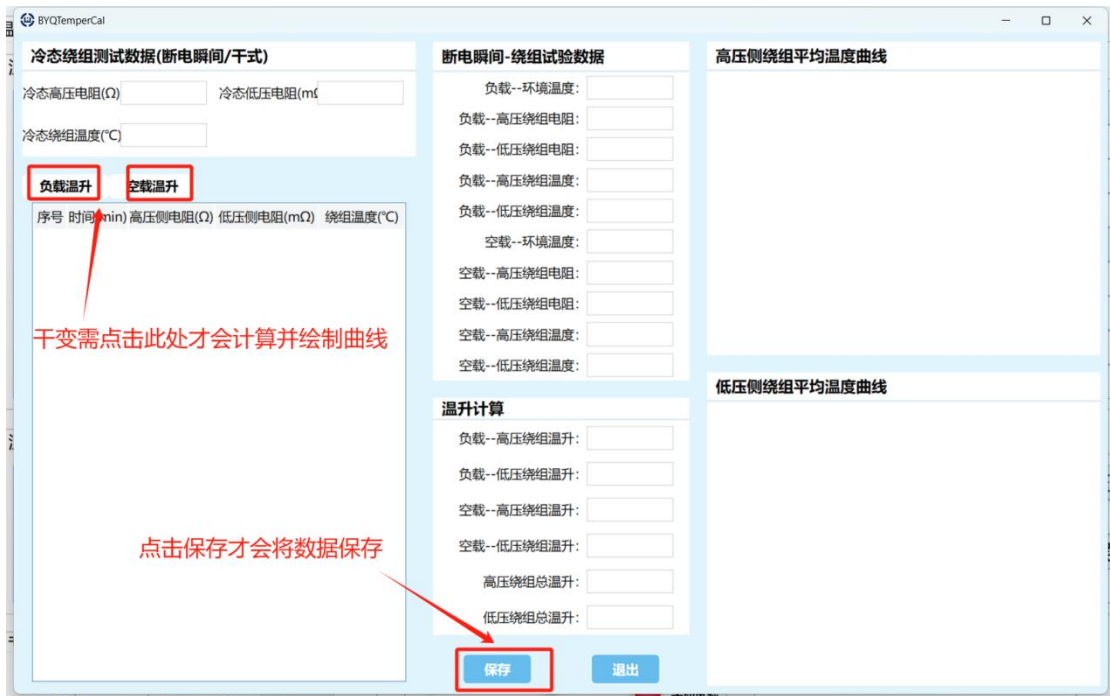 BYQTemperCal
冷态绕组测试数据(断电瞬间/干式)
冷态高压电阻(Ω)
冷态低压电阻(mΩ
冷态绕组温度(℃)
负载温升
空载温升
序号 时间(min) 高压侧电阻(Ω) 低压侧电阻(mΩ) 绕组温度(℃)
干变需点击此处才会计算并绘制曲线
点击保存才会将数据保存
断电瞬间-绕组试验数据
负载--环境温度:
负载--高压绕组电阻:
负载--低压绕组电阻:
负载--高压绕组温度:
负载--低压绕组温度:
空载--环境温度:
空载--高压绕组电阻:
空载--低压绕组电阻:
空载--高压绕组温度:
空载--低压绕组温度:
温升计算
负载--高压绕组温升:
负载--低压绕组温升:
空载--高压绕组温升:
空载--低压绕组温升:
高压绕组总温升:
低压绕组总温升:
保存
退出
高压侧绕组平均温度曲线
低压侧绕组平均温度曲线